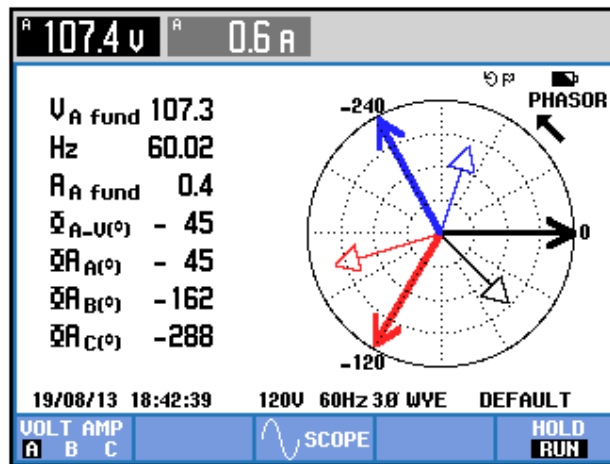 A 107.4 V A 0.6 A
PHASOR
V A fund 107.3
Hz 60.02
A A fund 0.4
Φ A-V(°) - 45
ΦA A(°) - 45
ΦA B(°) -162
ΦA C(°) -288
-240
0
-120
19/08/13 18:42:39 120V 60Hz 3Ø WYE DEFAULT
VOLT AMP
A B C
SCOPE
HOLD
RUN